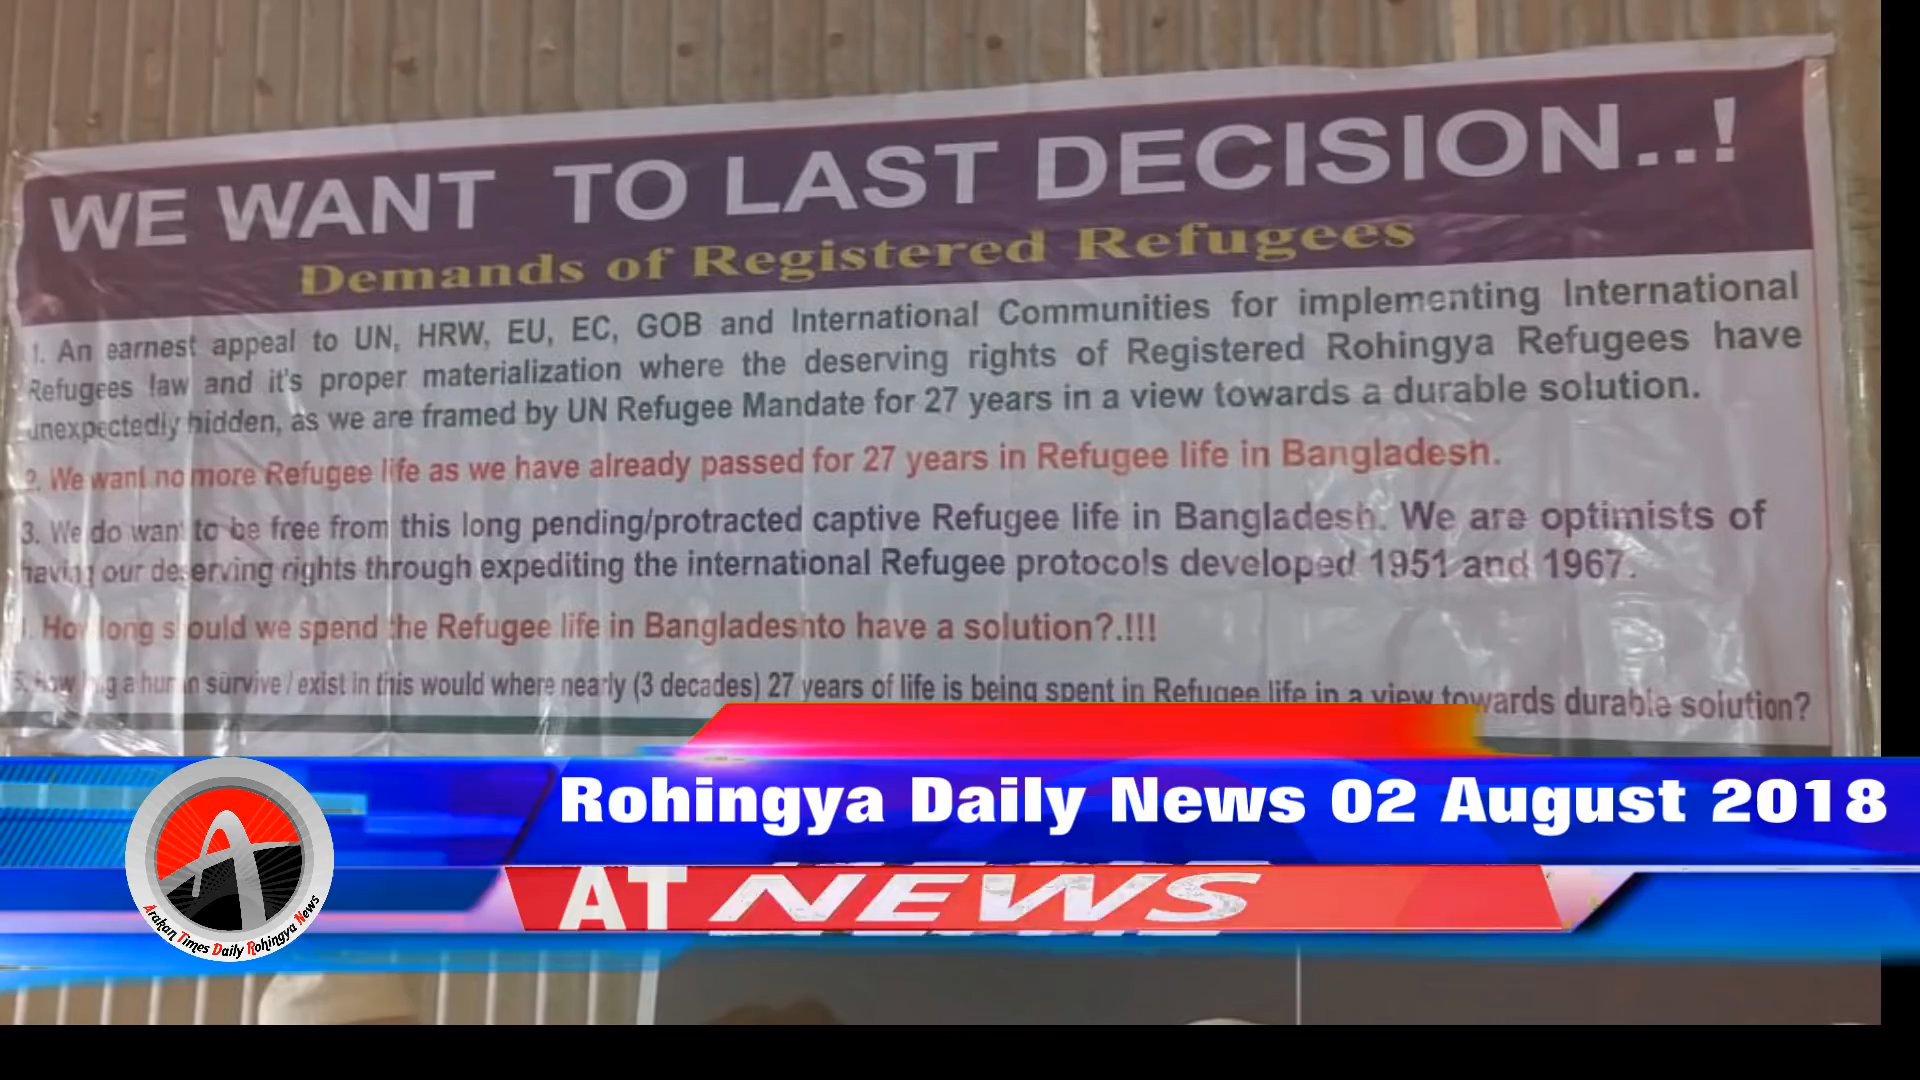 WE WANT TO LAST DECISION..!
Demands of Registered Refugees
1. An earnest appeal to UN, HRW, EU, EC, GOB and International Communities for implementing International
Refugees law and it's proper materialization where the deserving rights of Registered Rohingya Refugees have
unexpectedly hidden, as we are framed by UN Refugee Mandate for 27 years in a view towards a durable solution.
2. We want no more Refugee life as we have already passed for 27 years in Refugee life in Bangladesh.
3. We do want to be free from this long pending/protracted captive Refugee life in Bangladesh. We are optimists of
having our deserving rights through expediting the international Refugee protocols developed 1951 and 1967.
How long should we spend the Refugee life in Bangladeshto have a solution?.!!!
5. How long a human survive / exist in this would where nearly (3 decades) 27 years of life is being spent in Refugee life in a view towards durable solution?
Rohingya Daily News 02 August 2018
AT NEWS
Arakan Times Daily Rohingya News